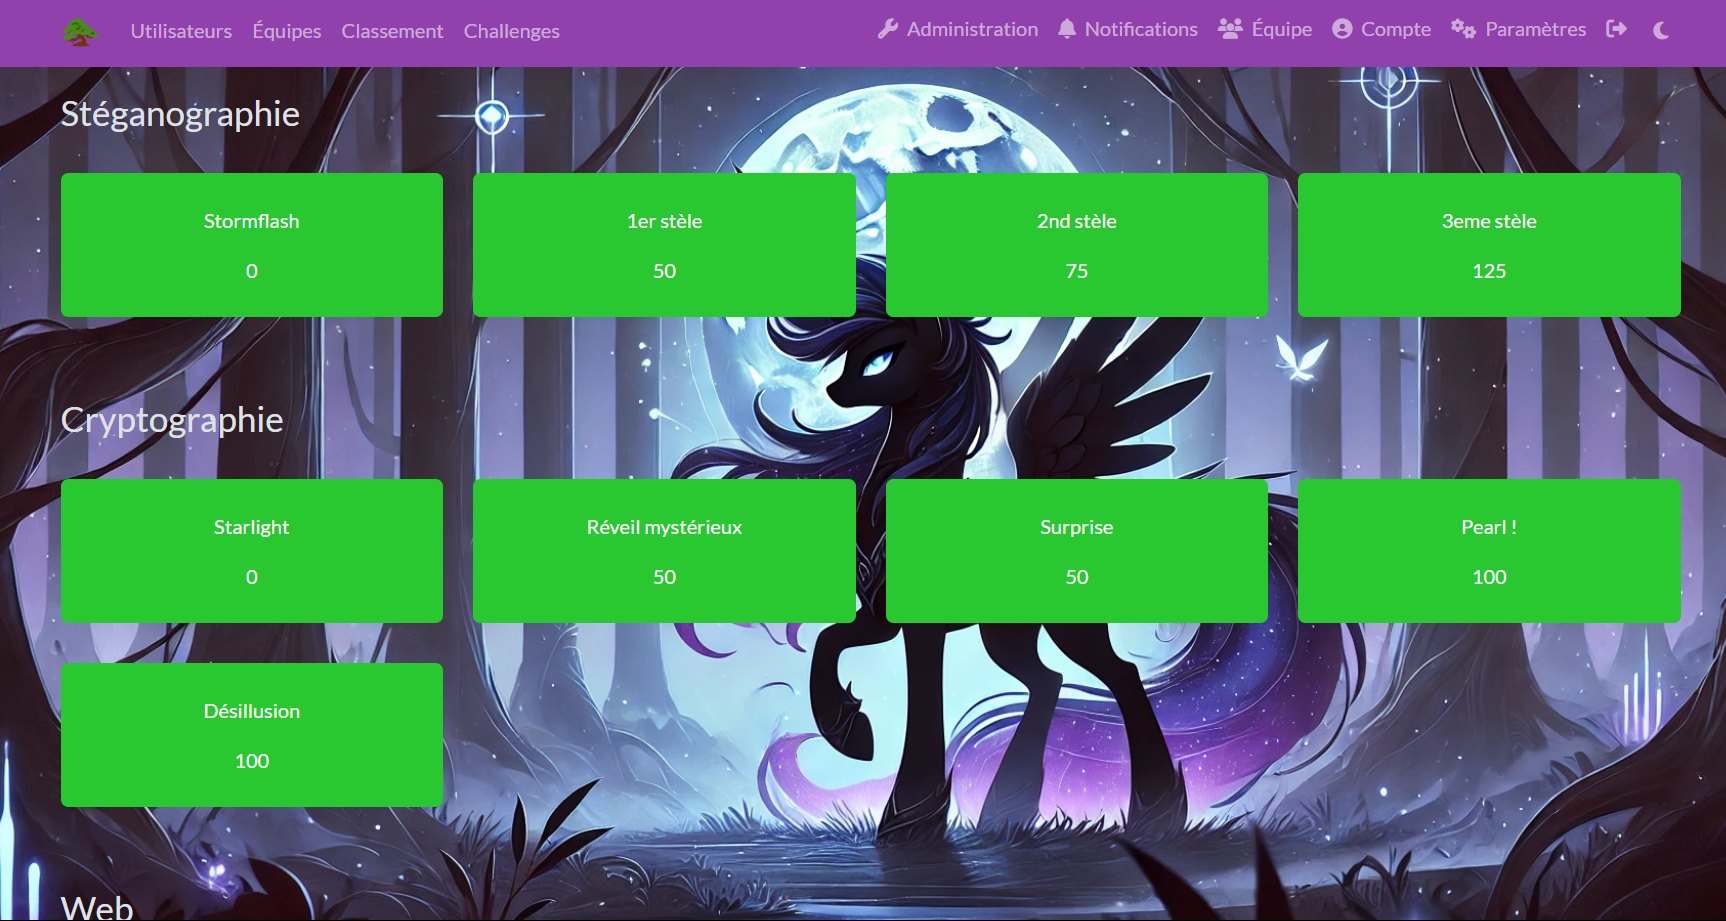 Utilisateurs Équipes Classement Challenges Administration Notifications Équipe Compte Paramètres
Stéganographie
Stormflash 1er stèle 2nd stèle 3eme stèle
0 50 75 125
Cryptographie
Starlight Réveil mystérieux Surprise Pearl !
0 50 50 100
Désillusion
100
Web